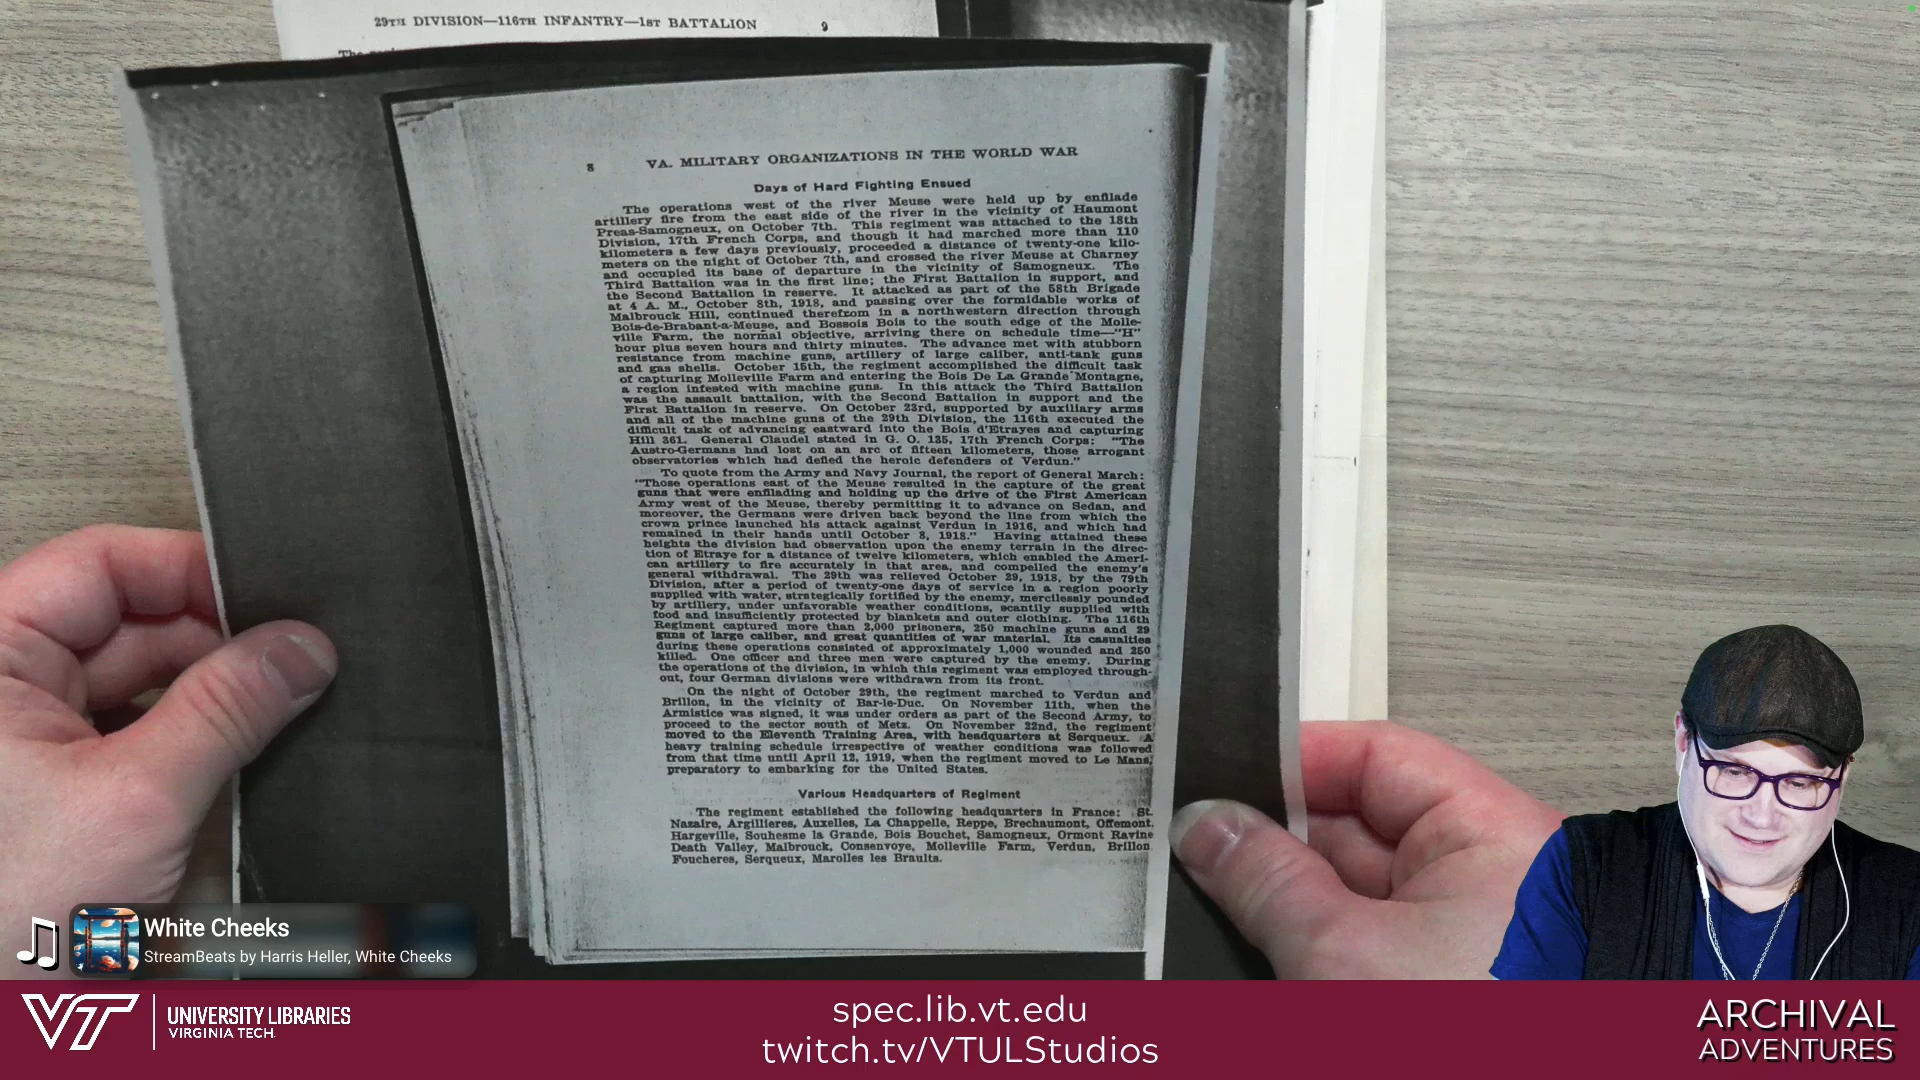 29TH DIVISION—116TH INFANTRY—1ST BATTALION 9
8 VA. MILITARY ORGANIZATIONS IN THE WORLD WAR
Days of Hard Fighting Ensued
The operations west of the river Meuse were held up by enfilade
artillery fire from the east side of the river in the vicinity of Haumont
Preas-Samogneux, on October 7th. This regiment was attached to the 18th
Division, 17th French Corps, and though it had marched more than 110
kilometers a few days previously, proceeded a distance of twenty-one kilo-
meters on the night of October 7th, and crossed the river Meuse at Charney
and occupied its base of departure in the vicinity of Samogneux. The
Third Battalion was in the first line; the First Battalion in support, and
the Second Battalion in reserve. It attacked as part of the 58th Brigade
at 4 A. M., October 8th, 1918, and passing over the formidable works of
Malbrouck Hill, continued therefrom in a northwestern direction through
Bois-de-Brabant-a-Meuse, and Bossois Bois to the south edge of the Molle-
ville Farm, the normal objective, arriving there on schedule time—"H"
hour plus seven hours and thirty minutes. The advance met with stubborn
resistance from machine guns, artillery of large caliber, anti-tank guns
and gas shells. October 15th, the regiment accomplished the difficult task
of capturing Molleville Farm and entering the Bois De La Grande Montagne,
a region infested with machine guns. In this attack the Third Battalion
was the assault battalion, with the Second Battalion in support and the
First Battalion in reserve. On October 23rd, supported by auxiliary arms
and all of the machine guns of the 29th Division, the 116th executed the
difficult task of advancing eastward into the Bois d'Etrayes and capturing
Hill 361. General Claudel stated in G. O. 135, 17th French Corps: "The
Austro-Germans had lost on an arc of fifteen kilometers, those arrogant
observatories which had defied the heroic defenders of Verdun."
To quote from the Army and Navy Journal, the report of General March:
"Those operations east of the Meuse resulted in the capture of the great
guns that were enfilading and holding up the drive of the First American
Army west of the Meuse, thereby permitting it to advance on Sedan, and
moreover, the Germans were driven back beyond the line from which the
crown prince launched his attack against Verdun in 1916, and which had
remained in their hands until October 8, 1918." Having attained these
heights the division had observation upon the enemy terrain in the direc-
tion of Etraye for a distance of twelve kilometers, which enabled the Ameri-
can artillery to fire accurately in that area, and compelled the enemy's
general withdrawal. The 29th was relieved October 29, 1918, by the 79th
Division, after a period of twenty-one days of service in a region poorly
supplied with water, strategically fortified by the enemy, mercilessly pounded
by artillery, under unfavorable weather conditions, scantily supplied with
food and insufficiently protected by blankets and outer clothing. The 116th
Regiment captured more than 2,000 prisoners, 250 machine guns and 29
guns of large caliber, and great quantities of war material. Its casualties
during these operations consisted of approximately 1,000 wounded and 250
killed. One officer and three men were captured by the enemy. During
the operations of the division, in which this regiment was employed through-
out, four German divisions were withdrawn from its front.
On the night of October 29th, the regiment marched to Verdun and
Brillon, in the vicinity of Bar-le-Duc. On November 11th, when the
Armistice was signed, it was under orders as part of the Second Army, to
proceed to the sector south of Metz. On November 22nd, the regiment
moved to the Eleventh Training Area, with headquarters at Serqueux. A
heavy training schedule irrespective of weather conditions was followed
from that time until April 12, 1919, when the regiment moved to Le Mans,
preparatory to embarking for the United States.
Various Headquarters of Regiment
The regiment established the following headquarters in France: St.
Nazaire, Argillieres, Auxelles, La Chappelle, Reppe, Brechaumont, Offemont,
Hargeville, Souhesme la Grande, Bois Bouchet, Samogneux, Ormont Ravine
Death Valley, Malbrouck, Consenvoye, Molleville Farm, Verdun, Brillon
Foucheres, Serqueux, Marolles les Braults.
White Cheeks
StreamBeats by Harris Heller, White Cheeks
VT UNIVERSITY LIBRARIES
VIRGINIA TECH
spec.lib.vt.edu
twitch.tv/VTULStudios
ARCHIVAL
ADVENTURES